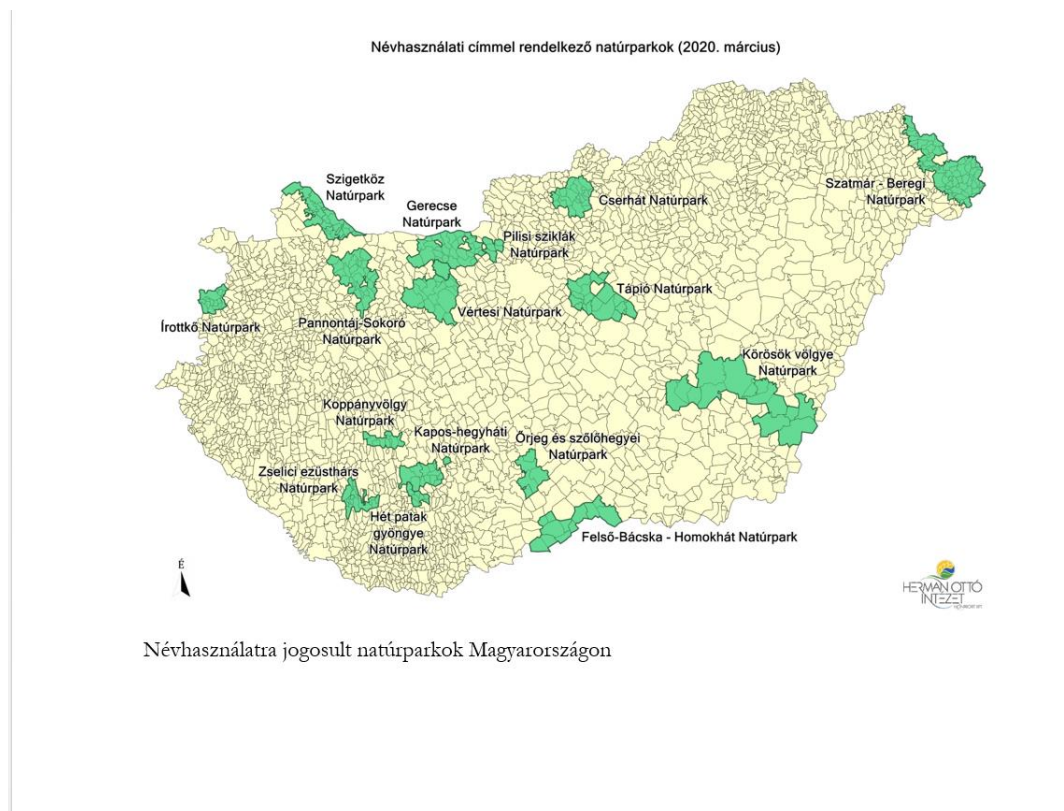 Névhasználati címmel rendelkező natúrparkok (2020. március)
Szigetköz
Natúrpark
Gerecse
Natúrpark
Cserhát Natúrpark
Szatmár - Beregi
Natúrpark
Pilisi sziklák
Natúrpark
Tápió Natúrpark
Vértesi Natúrpark
Írottkő Natúrpark
Pannontáj-Sokoró
Natúrpark
Körösök völgye
Natúrpark
Koppányvölgy
Natúrpark
Kapos-hegyháti
Natúrpark
Őrjeg és szőlőhegyei
Natúrpark
Zselici ezüsthárs
Natúrpark
Hét patak
gyöngye
Natúrpark
Felső-Bácska - Homokhát Natúrpark
É
HERMAN OTTÓ
INTÉZET
Névhasználatra jogosult natúrparkok Magyarországon